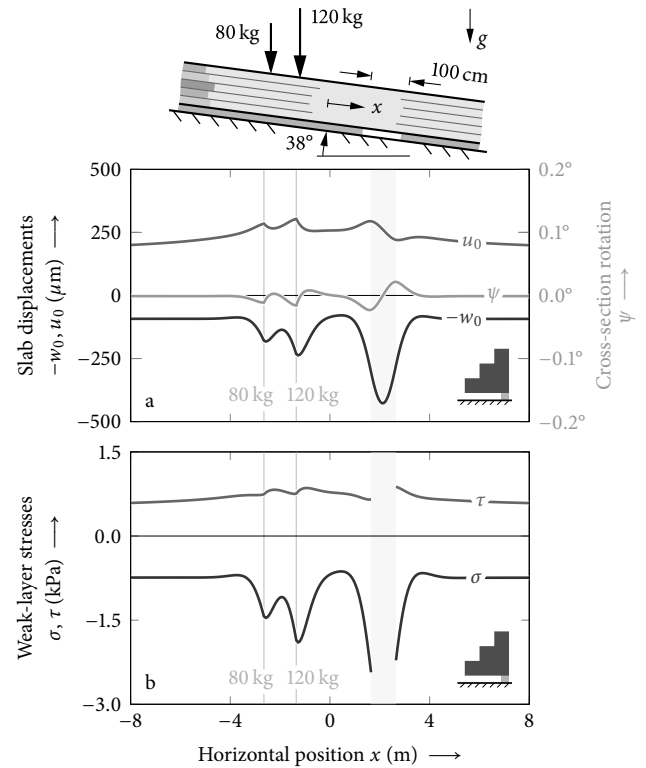 120 kg
80 kg
g
100 cm
x
38°
500
250
0
−250
−500
0.2°
0.1°
0.0°
−0.1°
−0.2°
Slab displacements ⟶
−w₀, u₀ (μm) ⟶
Cross-section rotation
ψ ⟶
u₀
ψ
−w₀
80 kg 120 kg
a
1.5
0.0
−1.5
−3.0
Weak-layer stresses
σ, τ (kPa) ⟶
τ
σ
80 kg 120 kg
b
−8 −4 0 4 8
Horizontal position x (m) ⟶